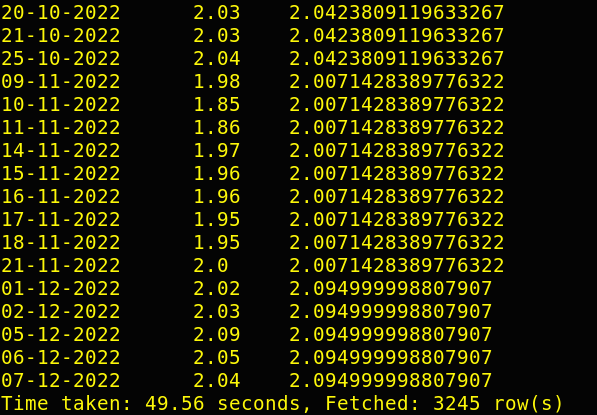 20-10-2022 2.03 2.0423809119633267
21-10-2022 2.03 2.0423809119633267
25-10-2022 2.04 2.0423809119633267
09-11-2022 1.98 2.0071428389776322
10-11-2022 1.85 2.0071428389776322
11-11-2022 1.86 2.0071428389776322
14-11-2022 1.97 2.0071428389776322
15-11-2022 1.96 2.0071428389776322
16-11-2022 1.96 2.0071428389776322
17-11-2022 1.95 2.0071428389776322
18-11-2022 1.95 2.0071428389776322
21-11-2022 2.0 2.0071428389776322
01-12-2022 2.02 2.094999998807907
02-12-2022 2.03 2.094999998807907
05-12-2022 2.09 2.094999998807907
06-12-2022 2.05 2.094999998807907
07-12-2022 2.04 2.094999998807907
Time taken: 49.56 seconds, Fetched: 3245 row(s)